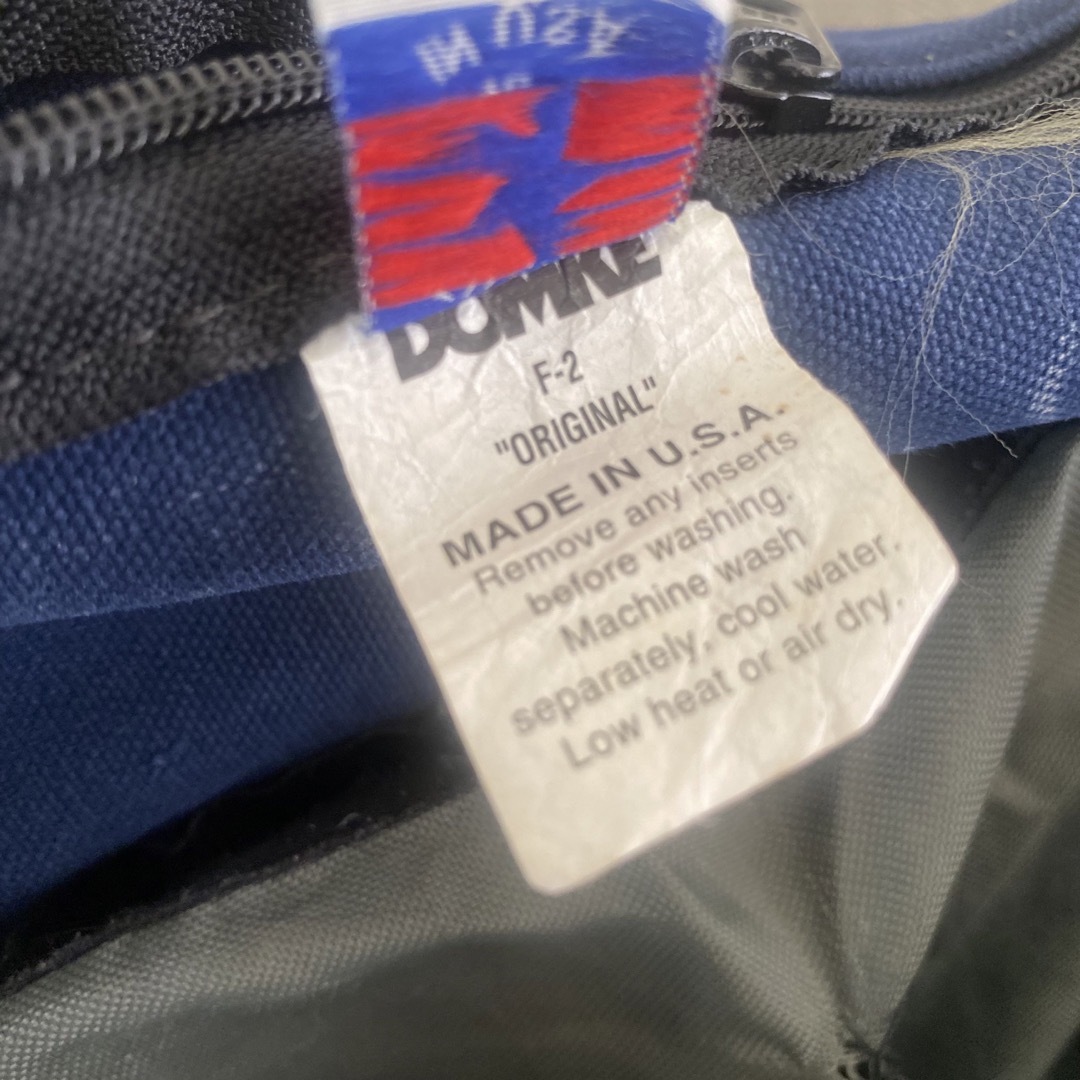 DOMKE
F-2
"ORIGINAL"
MADE IN U.S.A.
Remove any inserts
before washing.
Machine wash
separately, cool water.
Low heat or air dry.